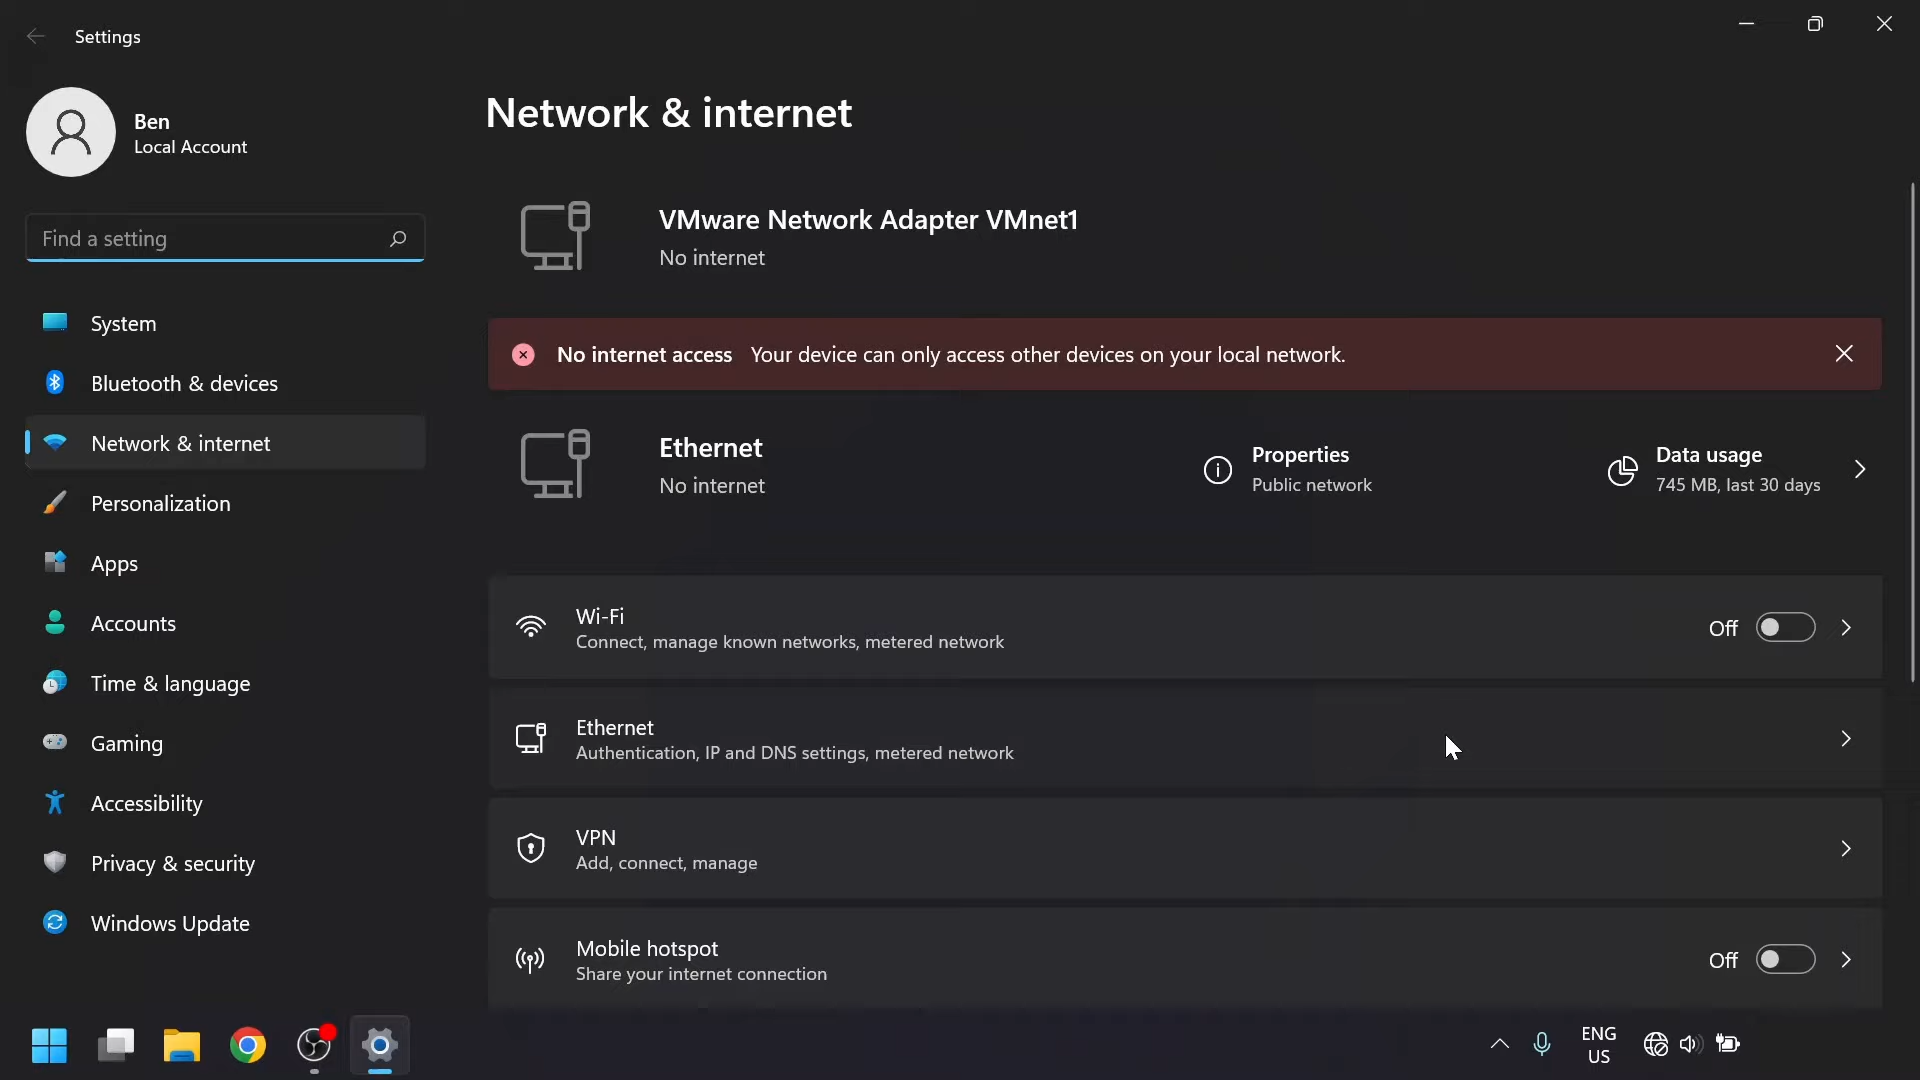 Settings
Ben
Local Account
Find a setting
System
Bluetooth & devices
Network & internet
Personalization
Apps
Accounts
Time & language
Gaming
Accessibility
Privacy & security
Windows Update
Network & internet
VMware Network Adapter VMnet1
No internet
No internet access Your device can only access other devices on your local network.
Ethernet
No internet
Properties
Public network
Data usage
745 MB, last 30 days
Wi-Fi
Connect, manage known networks, metered network
Off
Ethernet
Authentication, IP and DNS settings, metered network
VPN
Add, connect, manage
Mobile hotspot
Share your internet connection
Off
ENG
US